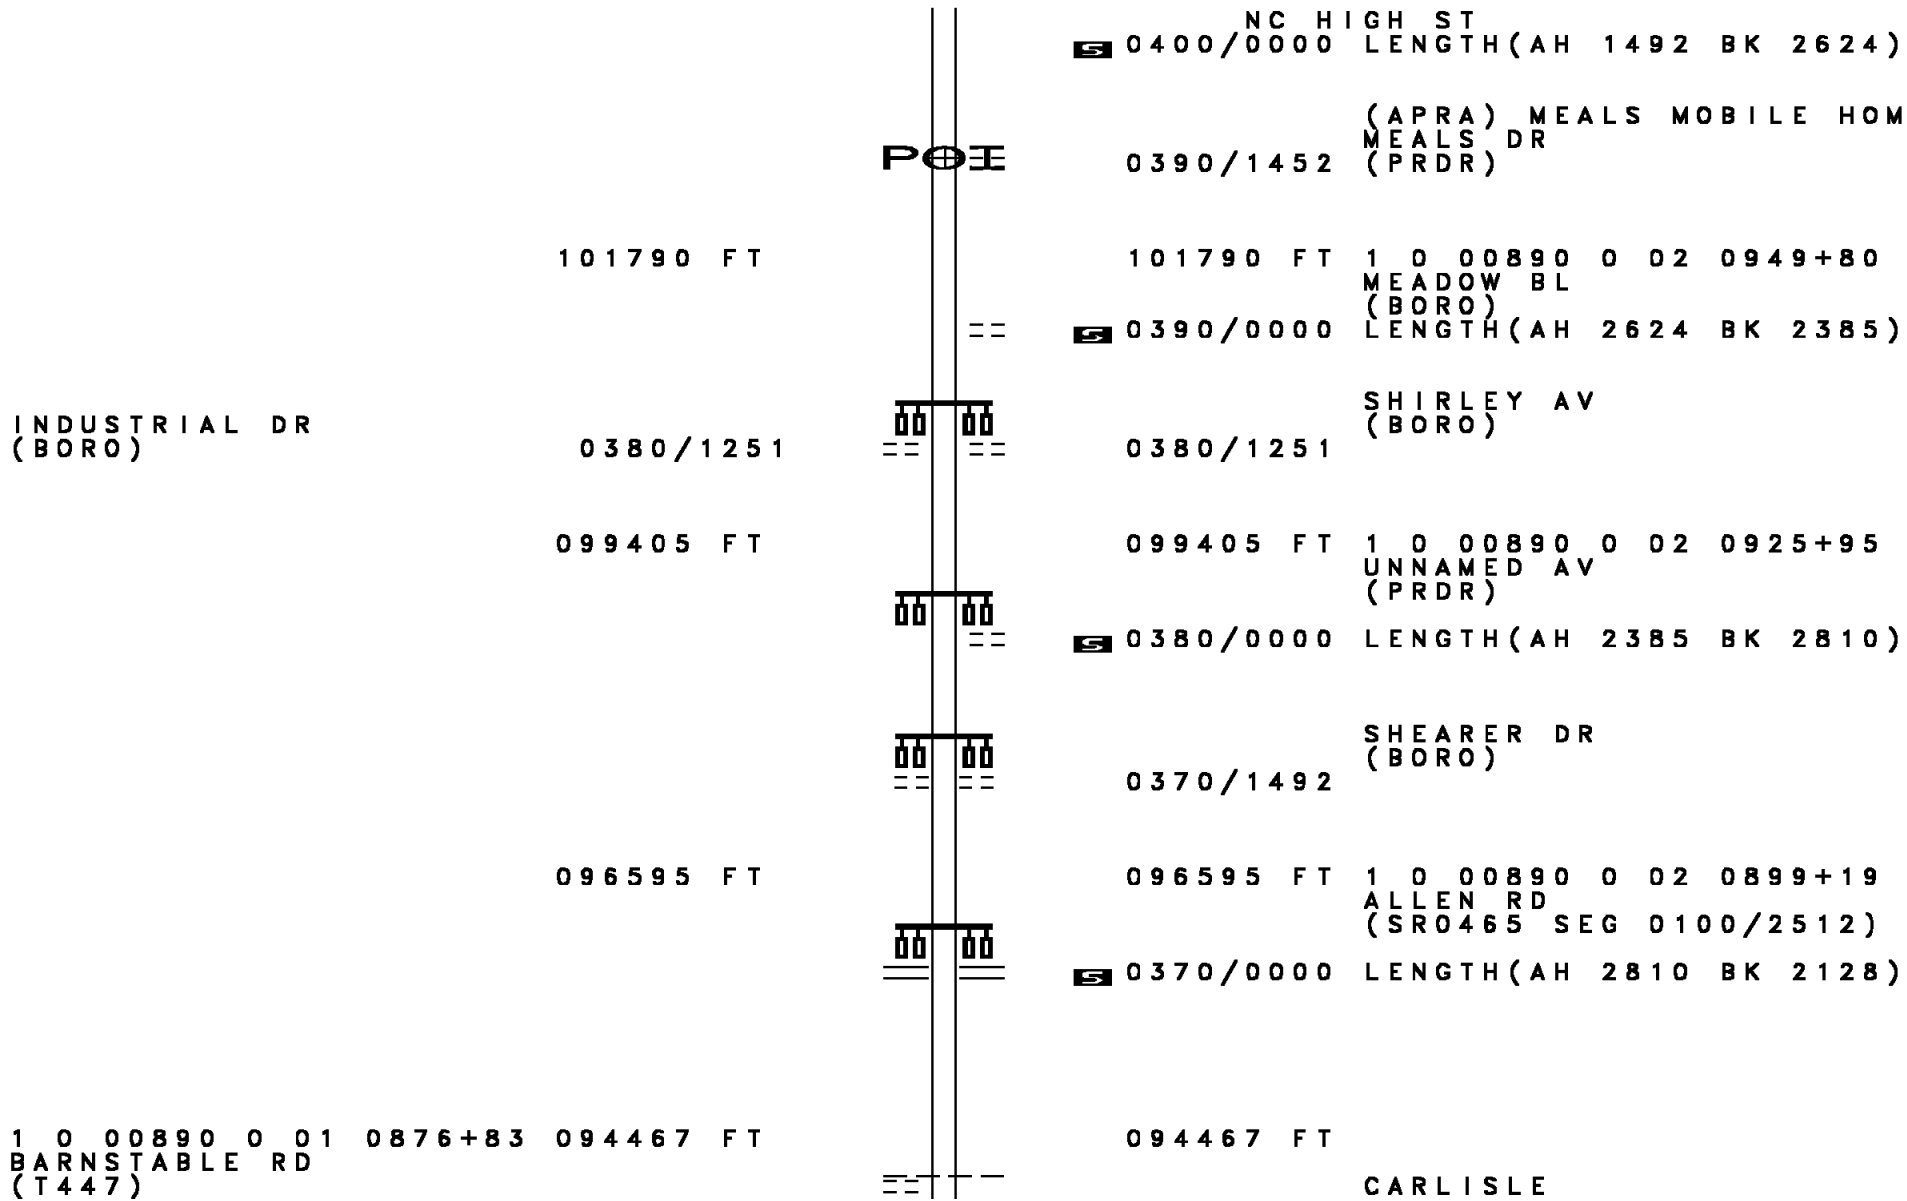 NC HIGH ST
S 0400/0000 LENGTH(AH 1492 BK 2624)
(APRA) MEALS MOBILE HOM
MEALS DR
POI 0390/1452 (PRDR)
101790 FT 101790 FT 1 0 00890 0 02 0949+80
MEADOW BL
(BORO)
S 0390/0000 LENGTH(AH 2624 BK 2385)
SHIRLEY AV
INDUSTRIAL DR (BORO)
(BORO) 0380/1251 0380/1251
099405 FT 099405 FT 1 0 00890 0 02 0925+95
UNNAMED AV
(PRDR)
S 0380/0000 LENGTH(AH 2385 BK 2810)
SHEARER DR
(BORO)
0370/1492
096595 FT 096595 FT 1 0 00890 0 02 0899+19
ALLEN RD
(SR0465 SEG 0100/2512)
S 0370/0000 LENGTH(AH 2810 BK 2128)
1 0 00890 0 01 0876+83 094467 FT 094467 FT
BARNSTABLE RD
(T447) CARLISLE